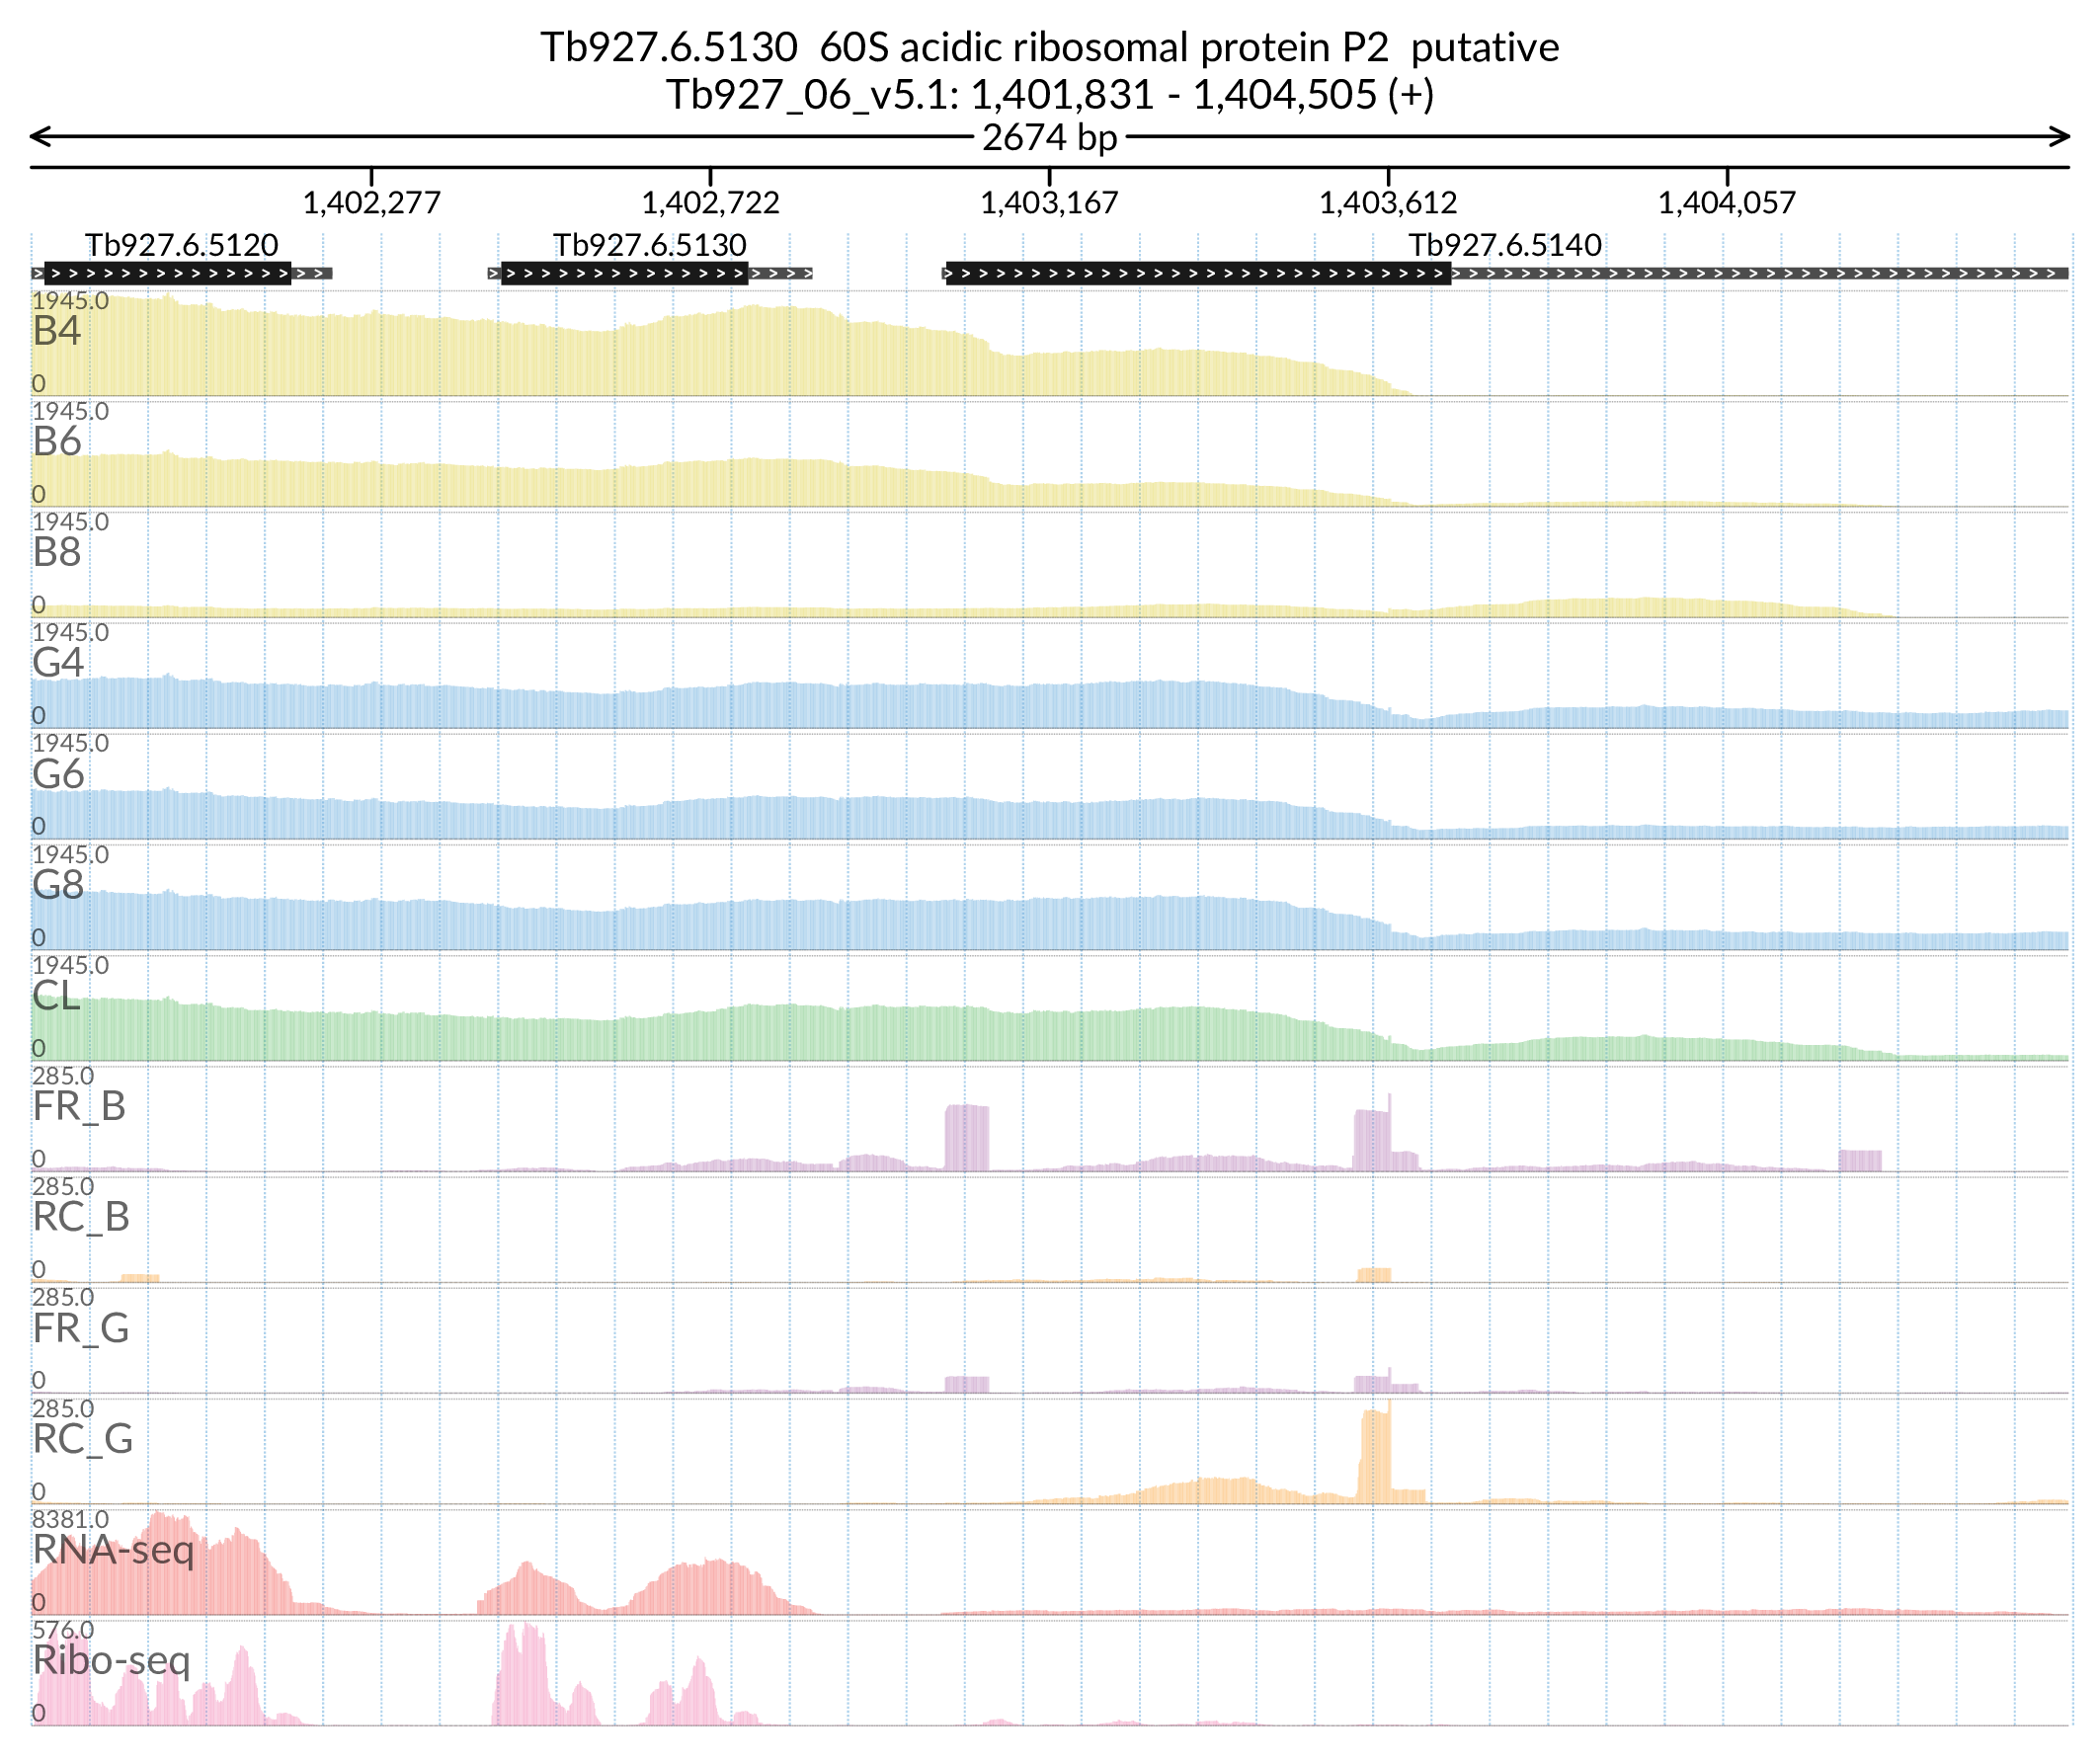 Tb927.6.5130 60S acidic ribosomal protein P2 putative
Tb927_06_v5.1: 1,401,831 - 1,404,505 (+)
2674 bp
1,402,277 1,402,722 1,403,167 1,403,612 1,404,057
Tb927.6.5120 Tb927.6.5130 Tb927.6.5140
1945.0
B4
0
1945.0
B6
0
1945.0
B8
0
1945.0
G4
0
1945.0
G6
0
1945.0
G8
0
1945.0
CL
0
285.0
FR_B
0
285.0
RC_B
0
285.0
FR_G
0
285.0
RC_G
0
8381.0
RNA-seq
0
576.0
Ribo-seq
0